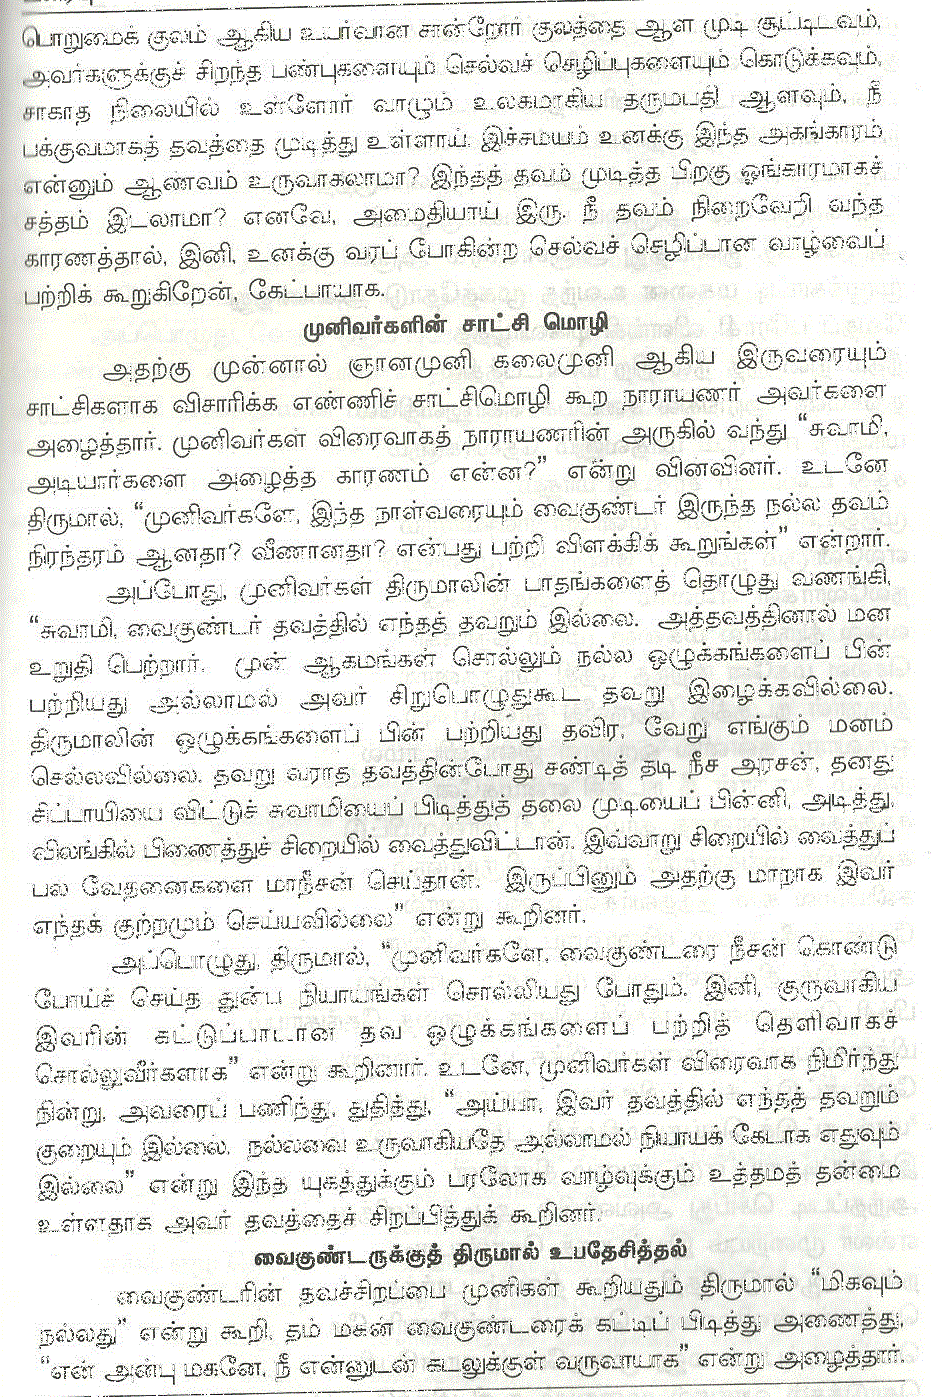 பொறுமைக் குலம் ஆகிய உயர்வான சான்றோர் குலத்தை ஆள முடி சூட்டிடவும்,
அவர்களுக்குச் சிறந்த பண்புகளையும் செல்வச் செழிப்புகளையும் கொடுக்கவும்,
சாகாத நிலையில் உள்ளோர் வாழும் உலகமாகிய தருமபதி ஆளவும், நீ
பக்குவமாகத் தவத்தை முடித்து உள்ளாய். இச்சமயம் உனக்கு இந்த அகங்காரம்
என்னும் ஆணவம் உருவாகலாமா? இந்தத் தவம் முடித்த பிறகு ஓங்காரமாகச்
சத்தம் இடலாமா? எனவே, அமைதியாய் இரு. நீ தவம் நிறைவேறி வந்த
காரணத்தால், இனி, உனக்கு வரப் போகின்ற செல்வச் செழிப்பான வாழ்வைப்
பற்றிக் கூறுகிறேன், கேட்பாயாக.
முனிவர்களின் சாட்சி மொழி
அதற்கு முன்னால் ஞானமுனி கலைமுனி ஆகிய இருவரையும்
சாட்சிகளாக விசாரிக்க எண்ணிச் சாட்சிமொழி கூற நாராயணர் அவர்களை
அழைத்தார். முனிவர்கள் விரைவாகத் நாராயணரின் அருகில் வந்து “சுவாமி,
அடியார்களை அழைத்த காரணம் என்ன?” என்று வினவினர். உடனே
திருமால், “முனிவர்களே, இந்த நாள்வரையும் வைகுண்டர் இருந்த நல்ல தவம்
நிரந்தரம் ஆனதா? வீணானதா? என்பது பற்றி விளக்கிக் கூறுங்கள்” என்றார்.
அப்போது, முனிவர்கள் திருமாலின் பாதங்களைத் தொழுது வணங்கி,
“சுவாமி, வைகுண்டர் தவத்தில் எந்தத் தவறும் இல்லை. அத்தவத்தினால் மன
உறுதி பெற்றார். முன் ஆகமங்கள் சொல்லும் நல்ல ஒழுக்கங்களைப் பின்
பற்றியது அல்லாமல் அவர் சிறுபொழுதுகூட தவறு இழைக்கவில்லை.
திருமாலின் ஒழுக்கங்களைப் பின் பற்றியது தவிர, வேறு எங்கும் மனம்
செல்லவில்லை. தவறு வராத தவத்தின்போது சண்டித் தடி நீச அரசன், தனது
சிப்பாயியை விட்டுச் சுவாமியைப் பிடித்துத் தலை முடியைப் பின்னி, அடித்து,
விலங்கில் பிணைத்துச் சிறையில் வைத்துவிட்டான். இவ்வாறு சிறையில் வைத்துப்
பல வேதனைகளை மாநீசன் செய்தான். இருப்பினும் அதற்கு மாறாக இவர்
எந்தக் குற்றமும் செய்யவில்லை” என்று கூறினர்.
அப்பொழுது, திருமால், “முனிவர்களே, வைகுண்டரை நீசன் கொண்டு
போய்ச் செய்த துன்ப நியாயங்கள் சொல்லியது போதும். இனி, குருவாகிய
இவரின் கட்டுப்பாடான தவ ஒழுக்கங்களைப் பற்றித் தெளிவாகச்
சொல்லுவீர்களாக” என்று கூறினார். உடனே, முனிவர்கள் விரைவாக நிமிர்ந்து
நின்று, அவரைப் பணிந்து, துதித்து, “அய்யா, இவர் தவத்தில் எந்தத் தவறும்
குறையும் இல்லை. நல்லவை உருவாகியதே அல்லாமல் நியாயக் கேடாக எதுவும்
இல்லை” என்று இந்த யுகத்துக்கும் பரலோக வாழ்வுக்கும் உத்தமத் தன்மை
உள்ளதாக அவர் தவத்தைச் சிறப்பித்துக் கூறினர்.
வைகுண்டருக்குத் திருமால் உபதேசித்தல்
வைகுண்டரின் தவச்சிறப்பை முனிகள் கூறியதும் திருமால் “மிகவும்
நல்லது” என்று கூறி, தம் மகன் வைகுண்டரைக் கட்டிப் பிடித்து அணைத்து,
“என் அன்பு மகனே, நீ என்னுடன் கடலுக்குள் வருவாயாக” என்று அழைத்தார்.